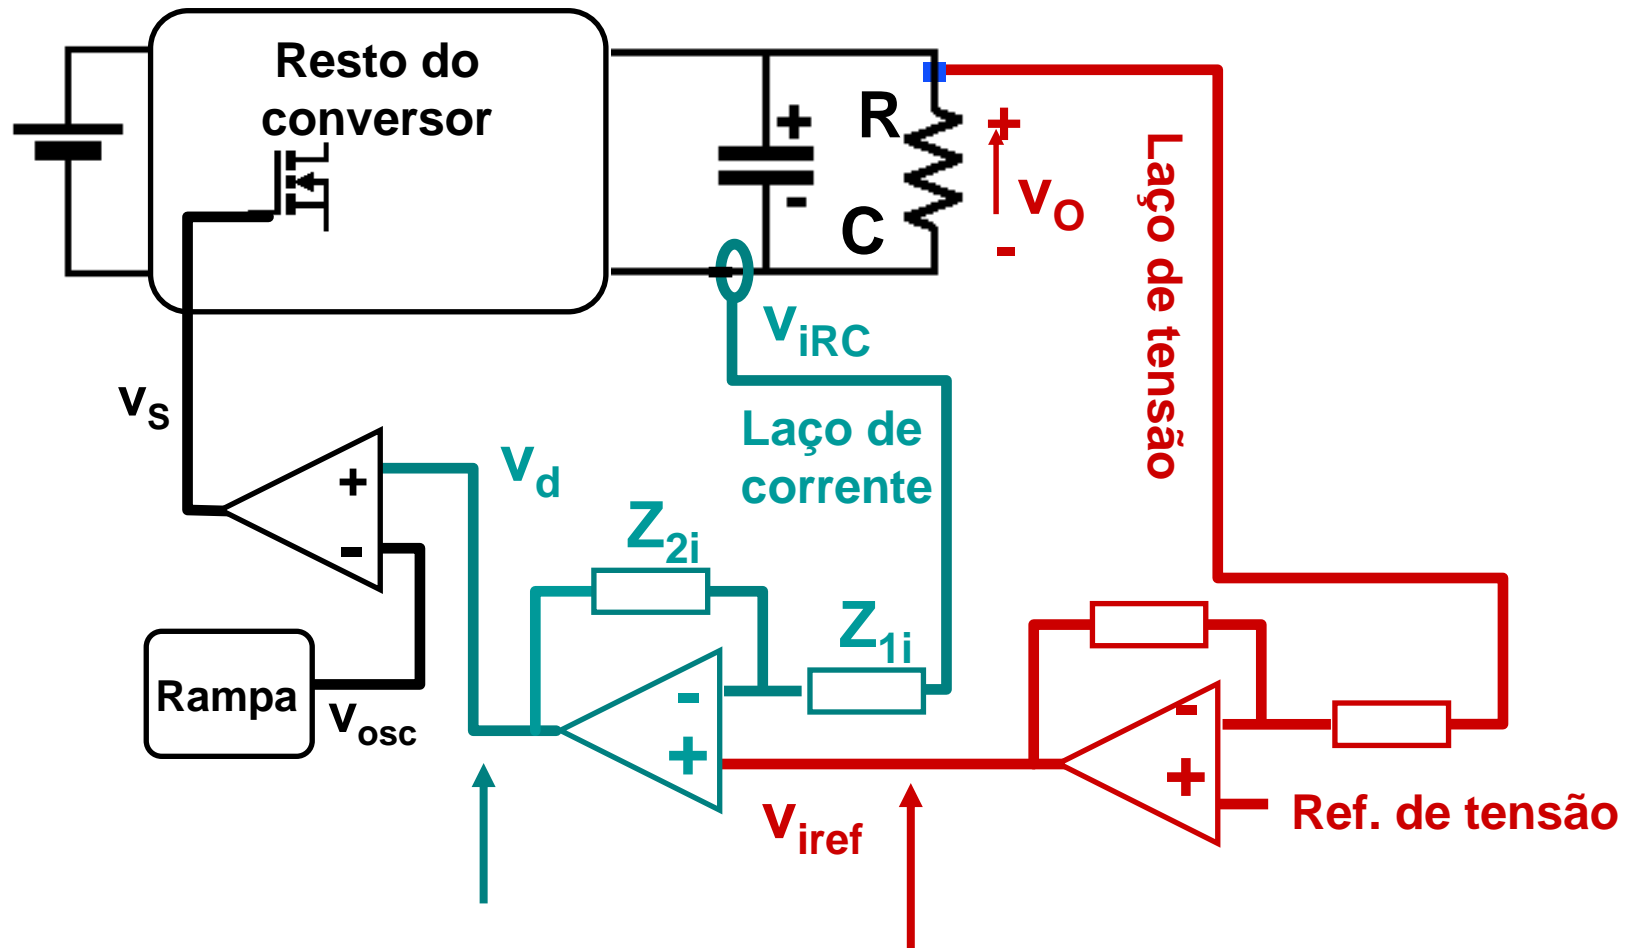 Resto do
conversor
+
-
R
C
+
vO
-
Laço de tensão
viRC
vS
Laço de
corrente
vd
+
-
Z2i
Z1i
Rampa
vosc
-
+
viref
-
+
Ref. de tensão